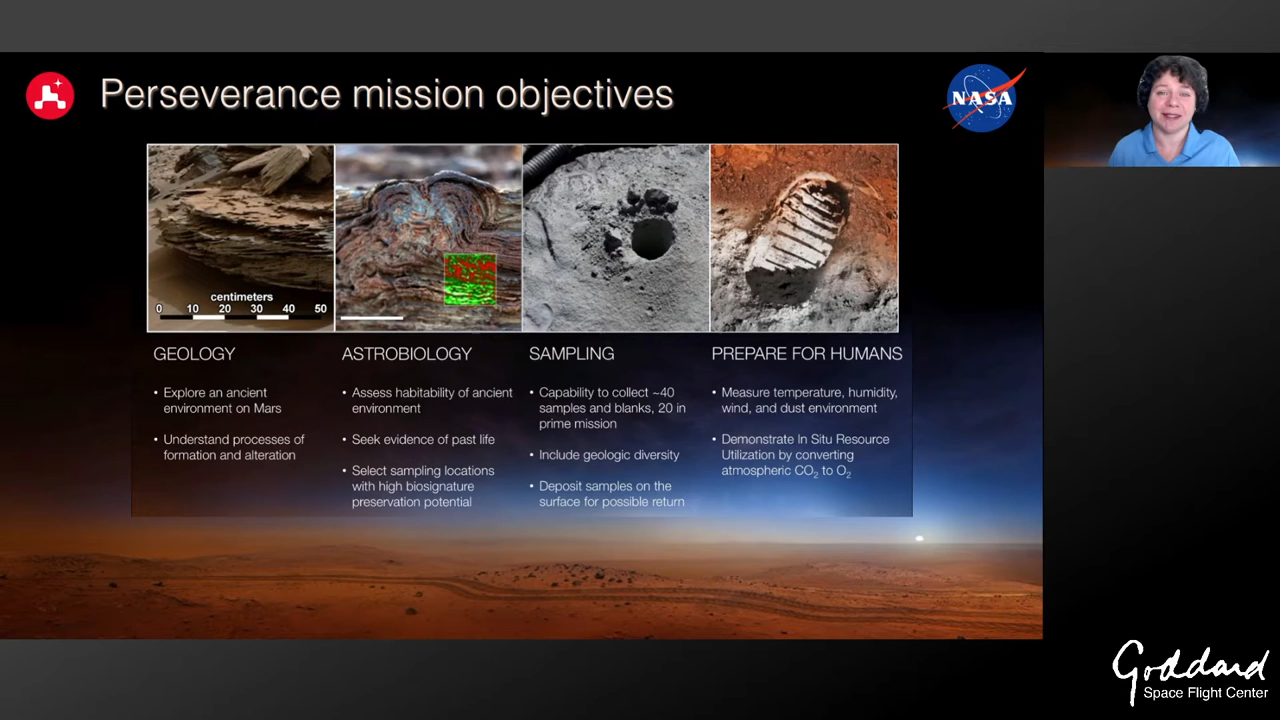 Perseverance mission objectives
NASA
centimeters
0 10 20 30 40 50
GEOLOGY
• Explore an ancient
environment on Mars
• Understand processes of
formation and alteration
ASTROBIOLOGY
• Assess habitability of ancient
environment
• Seek evidence of past life
• Select sampling locations
with high biosignature
preservation potential
SAMPLING
• Capability to collect ~40
samples and blanks, 20 in
prime mission
• Include geologic diversity
• Deposit samples on the
surface for possible return
PREPARE FOR HUMANS
• Measure temperature, humidity,
wind, and dust environment
• Demonstrate In Situ Resource
Utilization by converting
atmospheric CO₂ to O₂
Goddard
Space Flight Center